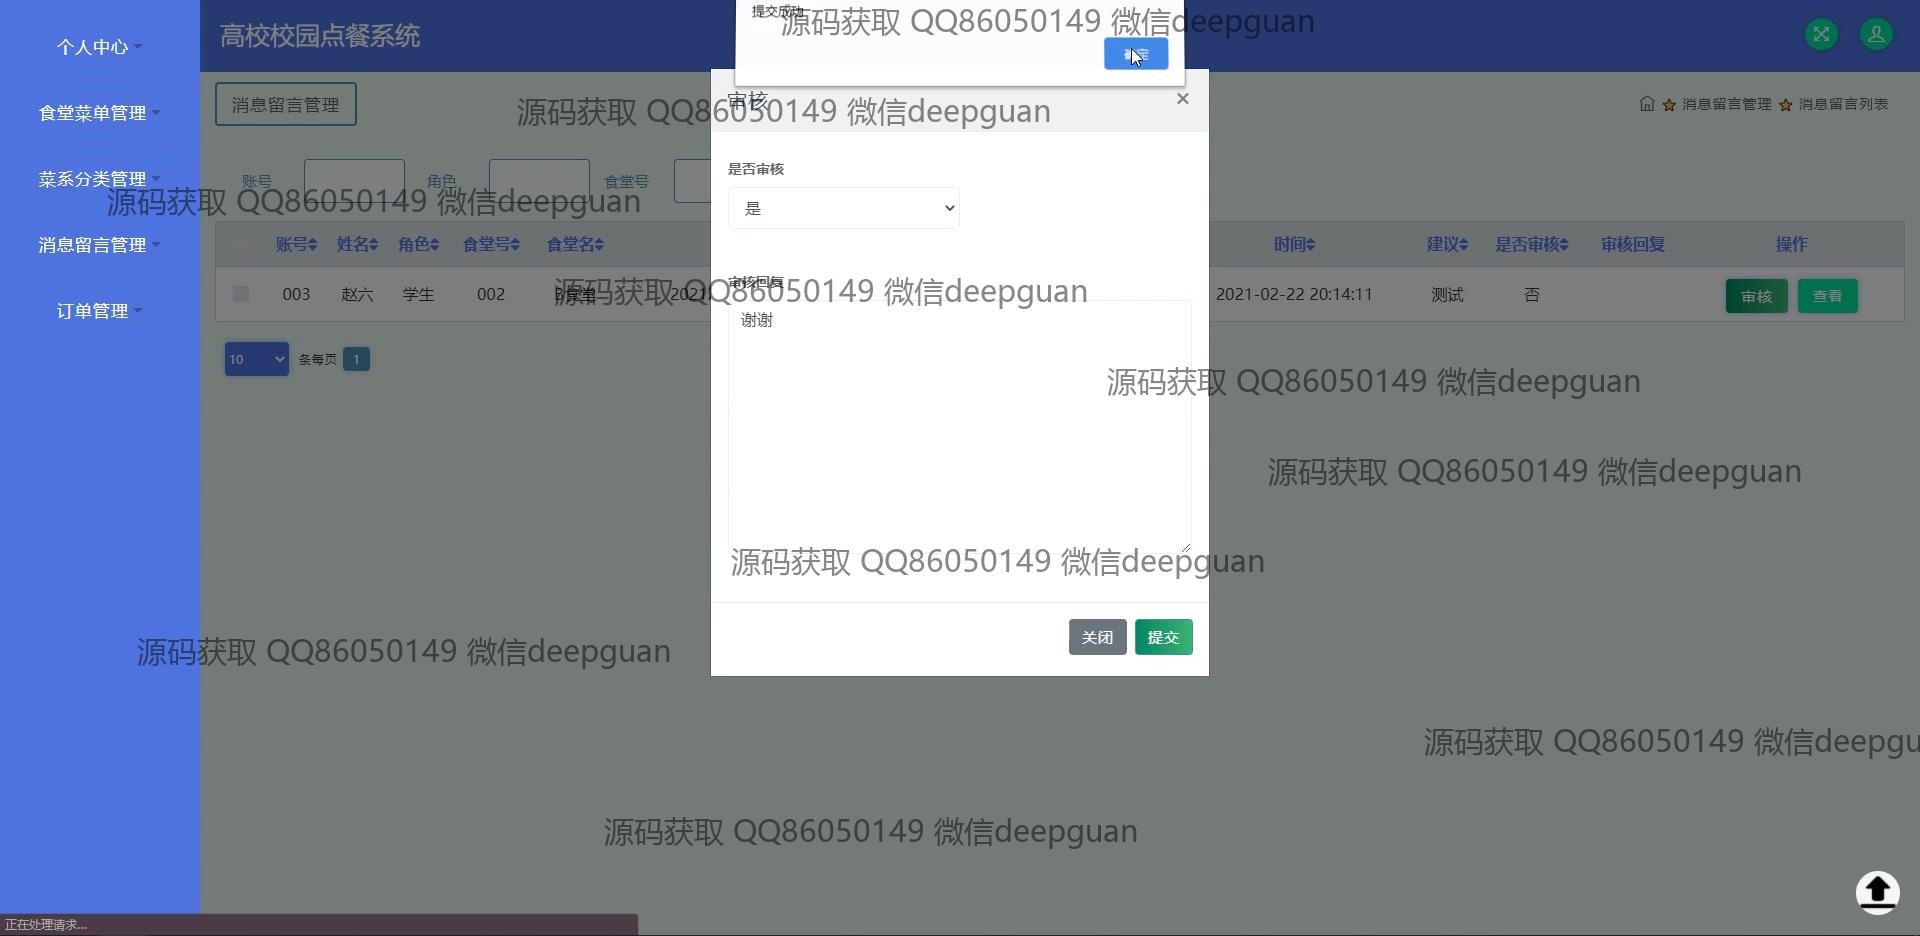 个人中心
食堂菜单管理
菜系分类管理
消息留言管理
订单管理
高校校园点餐系统
提交成功
确定
源码获取 QQ86050149 微信deepguan
消息留言管理
消息留言管理 消息留言列表
审核
×
源码获取 QQ86050149 微信deepguan
是否审核
是
账号
角色
食堂号
源码获取 QQ86050149 微信deepguan
账号 姓名 角色 食堂号 食堂名 时间 建议 是否审核 审核回复 操作
审核回复
003 赵六 学生 002 B食堂 2021 2021-02-22 20:14:11 测试 否 审核 查看
源码获取 QQ86050149 微信deepguan
谢谢
10 条每页 1
源码获取 QQ86050149 微信deepguan
源码获取 QQ86050149 微信deepguan
源码获取 QQ86050149 微信deepguan
关闭 提交
源码获取 QQ86050149 微信deepguan
源码获取 QQ86050149 微信deepgu
源码获取 QQ86050149 微信deepguan
正在处理请求...